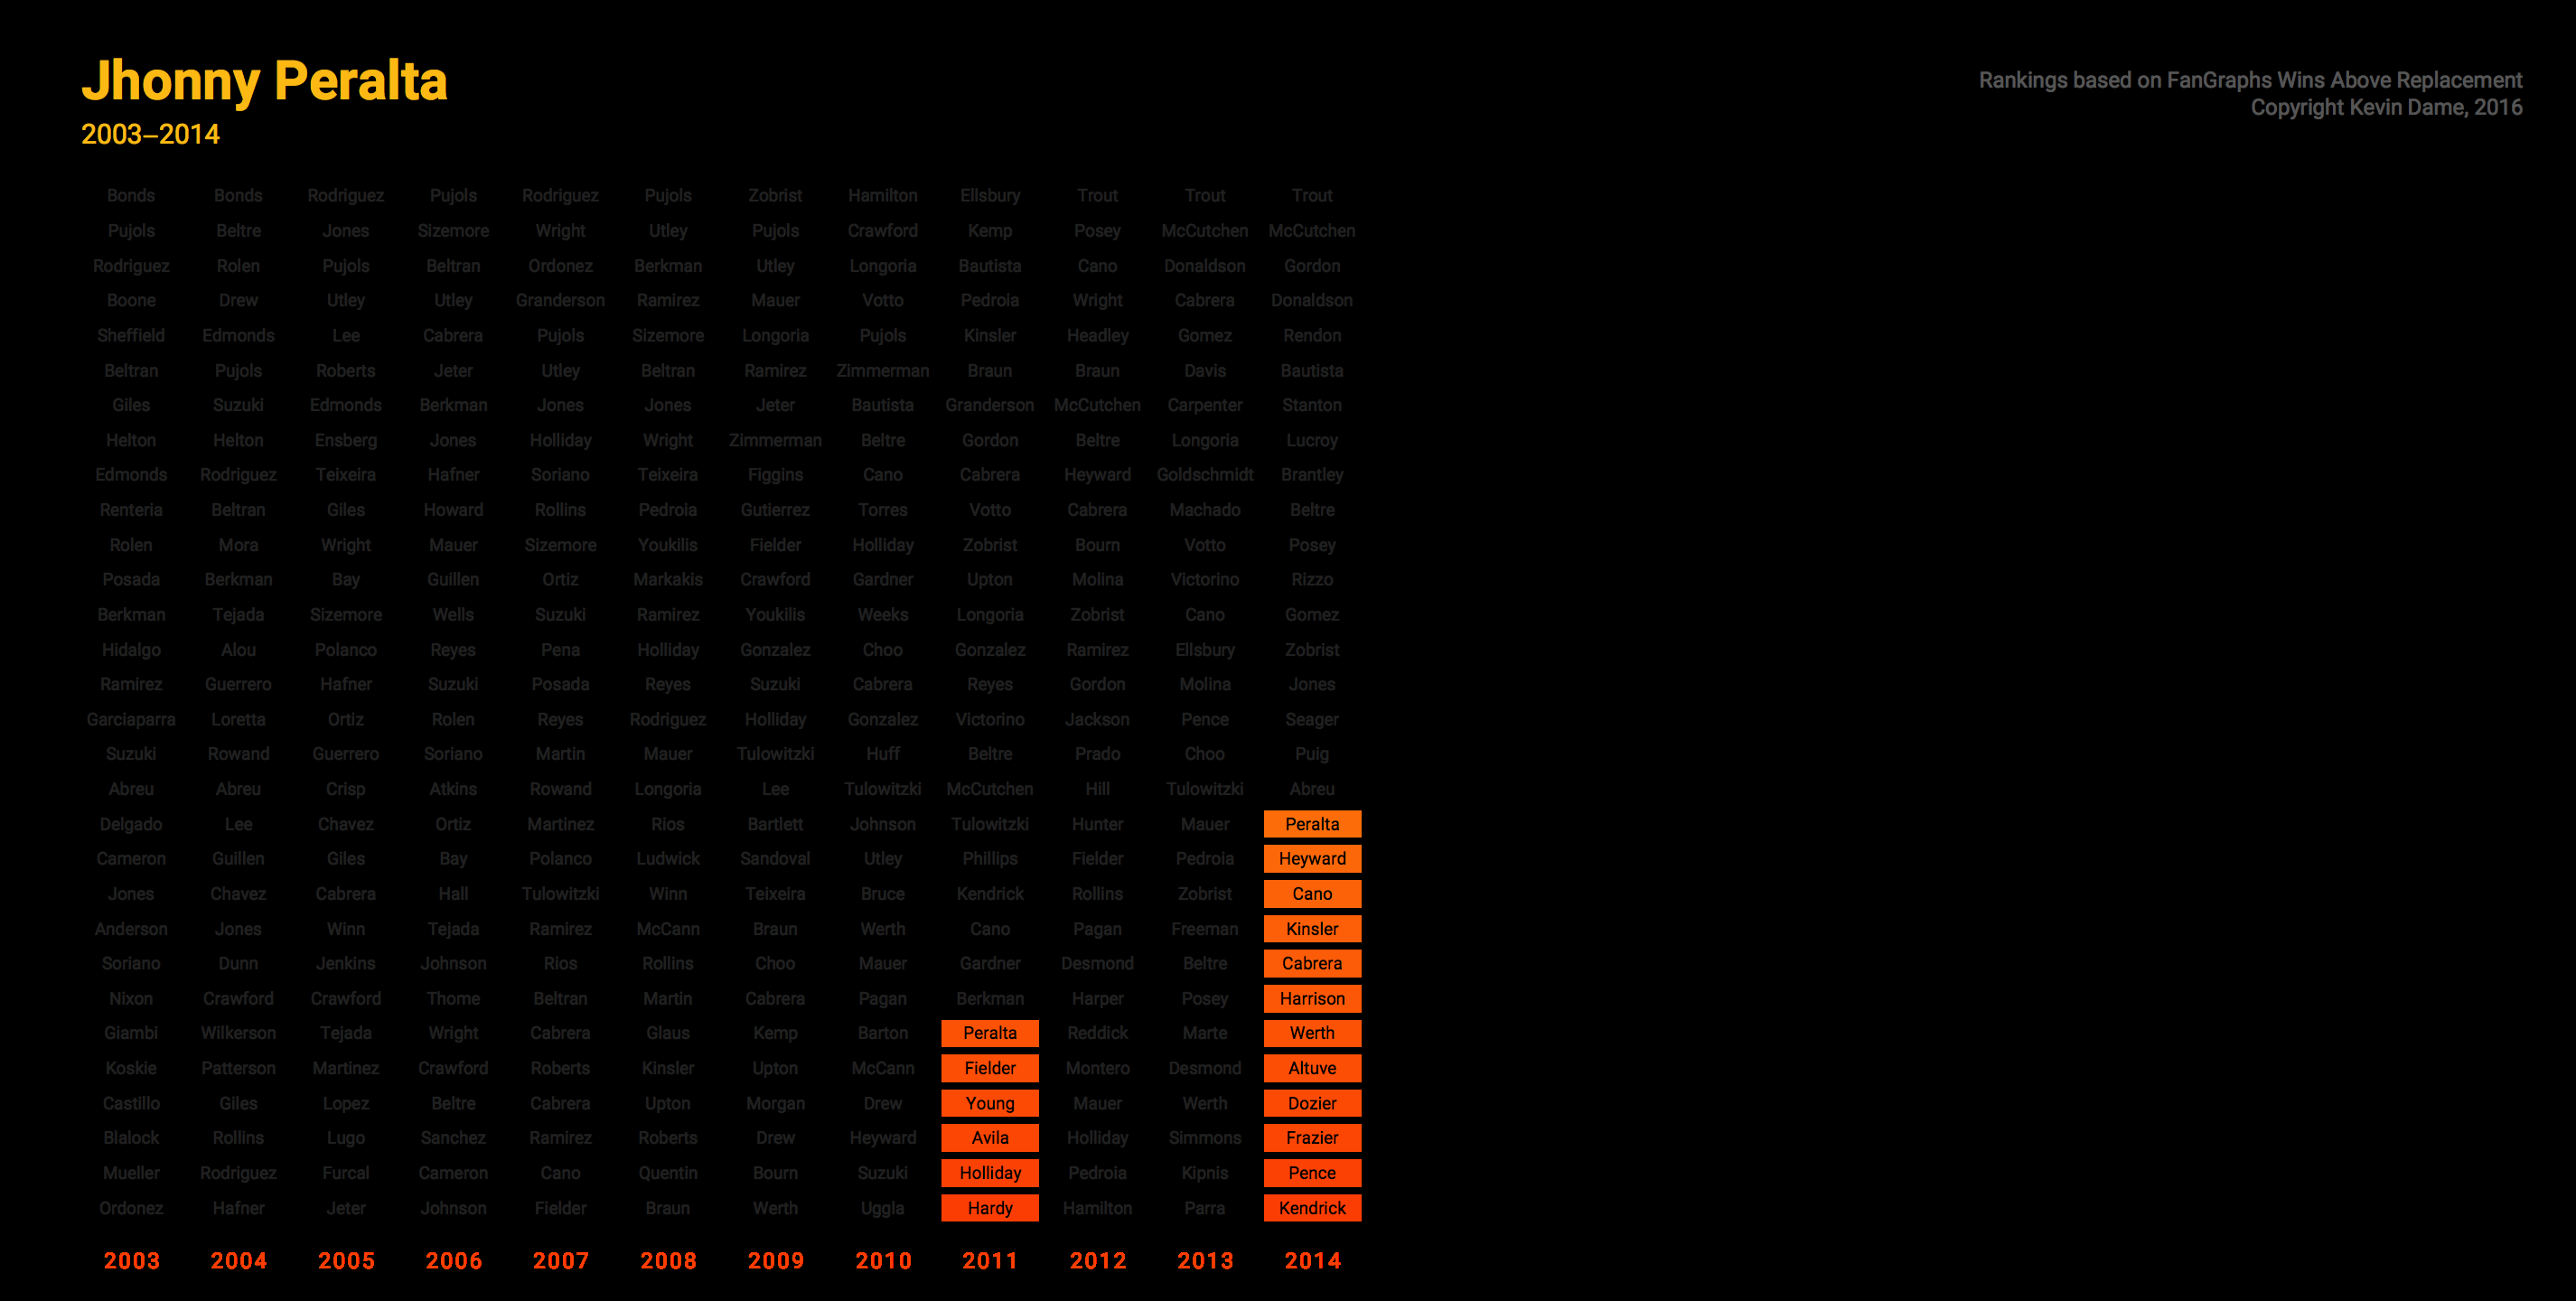 Jhonny Peralta
2003–2014
Rankings based on FanGraphs Wins Above Replacement
Copyright Kevin Dame, 2016
Bonds Bonds Rodriguez Pujols Rodriguez Pujols Zobrist Hamilton Ellsbury Trout Trout Trout
Pujols Beltre Jones Sizemore Wright Utley Pujols Crawford Kemp Posey McCutchen McCutchen
Rodriguez Rolen Pujols Beltran Ordonez Berkman Utley Longoria Bautista Cano Donaldson Gordon
Boone Drew Utley Utley Granderson Ramirez Mauer Votto Pedroia Wright Cabrera Donaldson
Sheffield Edmonds Lee Cabrera Pujols Sizemore Longoria Pujols Kinsler Headley Gomez Rendon
Beltran Pujols Roberts Jeter Utley Beltran Ramirez Zimmerman Braun Braun Davis Bautista
Giles Suzuki Edmonds Berkman Jones Jones Jeter Bautista Granderson McCutchen Carpenter Stanton
Helton Helton Ensberg Jones Holliday Wright Zimmerman Beltre Gordon Beltre Longoria Lucroy
Edmonds Rodriguez Teixeira Hafner Soriano Teixeira Figgins Cano Cabrera Heyward Goldschmidt Brantley
Renteria Beltran Giles Howard Rollins Pedroia Gutierrez Torres Votto Cabrera Machado Beltre
Rolen Mora Wright Mauer Sizemore Youkilis Fielder Holliday Zobrist Bourn Votto Posey
Posada Berkman Bay Guillen Ortiz Markakis Crawford Gardner Upton Molina Victorino Rizzo
Berkman Tejada Sizemore Wells Suzuki Ramirez Youkilis Weeks Longoria Zobrist Cano Gomez
Hidalgo Alou Polanco Reyes Pena Holliday Gonzalez Choo Gonzalez Ramirez Ellsbury Zobrist
Ramirez Guerrero Hafner Suzuki Posada Reyes Suzuki Cabrera Reyes Gordon Molina Jones
Garciaparra Loretta Ortiz Rolen Reyes Rodriguez Holliday Gonzalez Victorino Jackson Pence Seager
Suzuki Rowand Guerrero Soriano Martin Mauer Tulowitzki Huff Beltre Prado Choo Puig
Abreu Abreu Crisp Atkins Rowand Longoria Lee Tulowitzki McCutchen Hill Tulowitzki Abreu
Delgado Lee Chavez Ortiz Martinez Rios Bartlett Johnson Tulowitzki Hunter Mauer Peralta
Cameron Guillen Giles Bay Polanco Ludwick Sandoval Utley Phillips Fielder Pedroia Heyward
Jones Chavez Cabrera Hall Tulowitzki Winn Teixeira Bruce Kendrick Rollins Zobrist Cano
Anderson Jones Winn Tejada Ramirez McCann Braun Werth Cano Pagan Freeman Kinsler
Soriano Dunn Jenkins Johnson Rios Rollins Choo Mauer Gardner Desmond Beltre Cabrera
Nixon Crawford Crawford Thome Beltran Martin Cabrera Pagan Berkman Harper Posey Harrison
Giambi Wilkerson Tejada Wright Cabrera Glaus Kemp Barton Peralta Reddick Marte Werth
Koskie Patterson Martinez Crawford Roberts Kinsler Upton McCann Fielder Montero Desmond Altuve
Castillo Giles Lopez Beltre Cabrera Upton Morgan Drew Young Mauer Werth Dozier
Blalock Rollins Lugo Sanchez Ramirez Roberts Drew Heyward Avila Holliday Simmons Frazier
Mueller Rodriguez Furcal Cameron Cano Quentin Bourn Suzuki Holliday Pedroia Kipnis Pence
Ordonez Hafner Jeter Johnson Fielder Braun Werth Uggla Hardy Hamilton Parra Kendrick
2003 2004 2005 2006 2007 2008 2009 2010 2011 2012 2013 2014